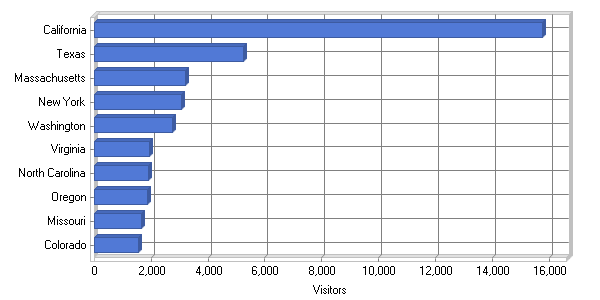 California
Texas
Massachusetts
New York
Washington
Virginia
North Carolina
Oregon
Missouri
Colorado
0 2,000 4,000 6,000 8,000 10,000 12,000 14,000 16,000
Visitors